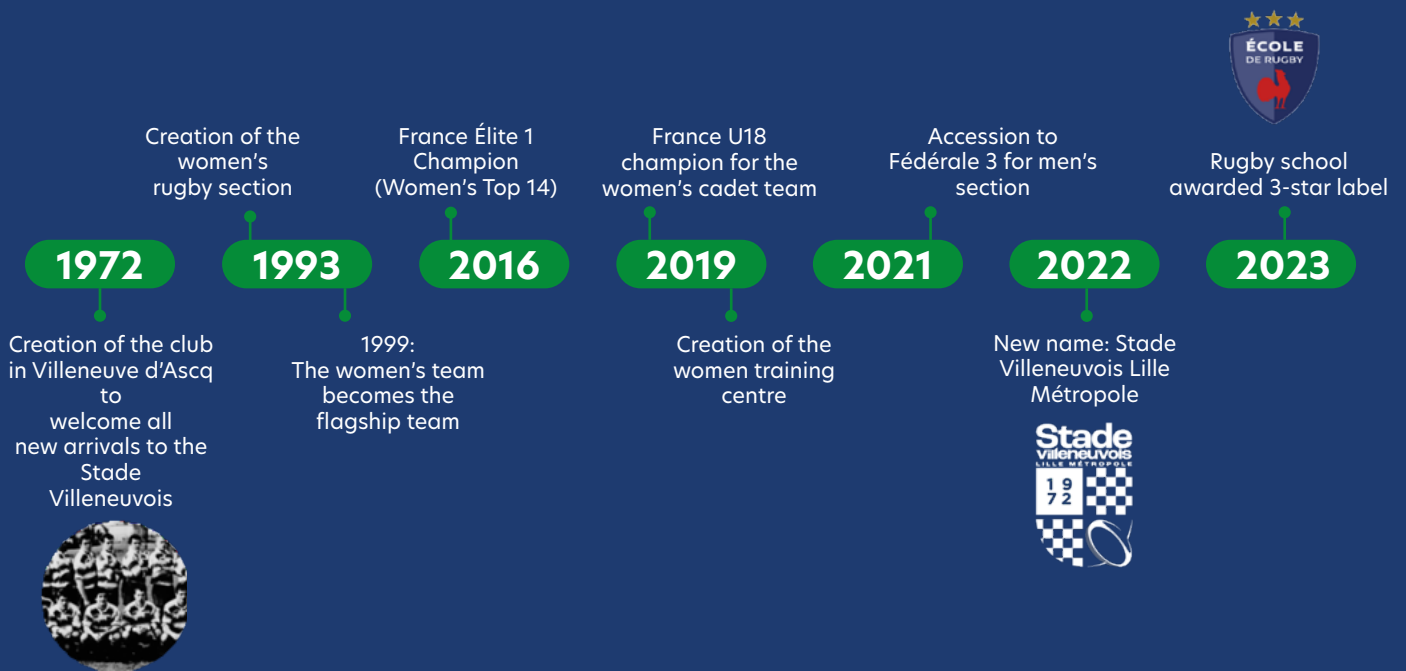 ÉCOLE
DE RUGBY
Creation of the
women's
rugby section
France Élite 1
Champion
(Women's Top 14)
France U18
champion for the
women's cadet team
Accession to
Fédérale 3 for men's
section
Rugby school
awarded 3-star label
1972
1993
2016
2019
2021
2022
2023
Creation of the club
in Villeneuve d'Ascq
to
welcome all
new arrivals to the
Stade
Villeneuvois
1999:
The women's team
becomes the
flagship team
Creation of the
women training
centre
New name: Stade
Villeneuvois Lille
Métropole
Stade
villeneuvois
LILLE MÉTROPOLE
1 9
7 2